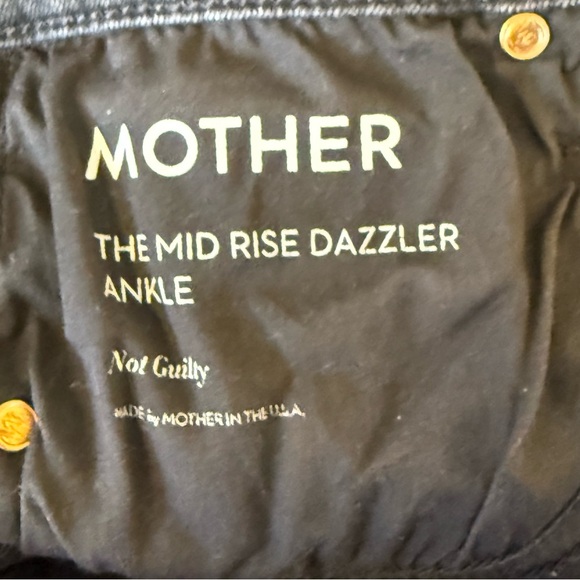 MOTHER
THE MID RISE DAZZLER
ANKLE
Not Guilty
MADE by MOTHER IN THE U.S.A.